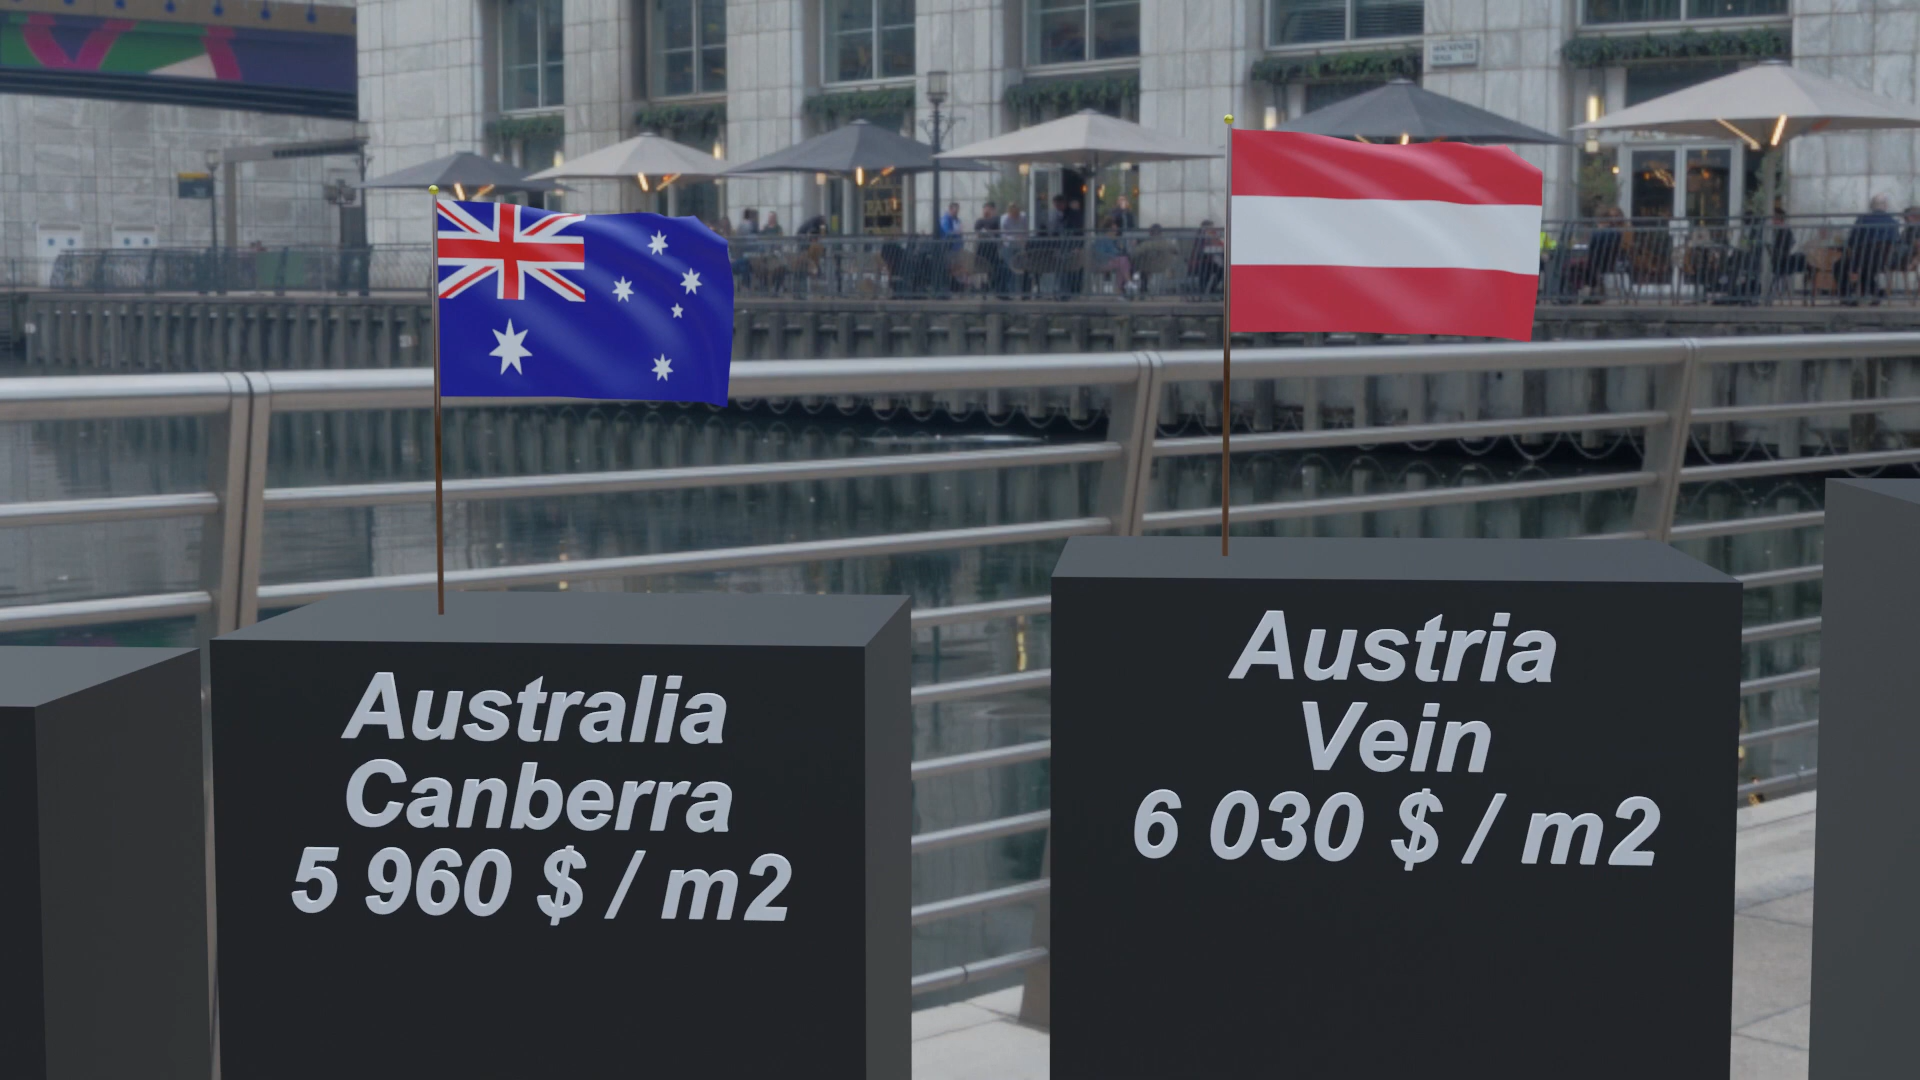 Australia
Canberra
5 960 $ / m2
Austria
Vein
6 030 $ / m2